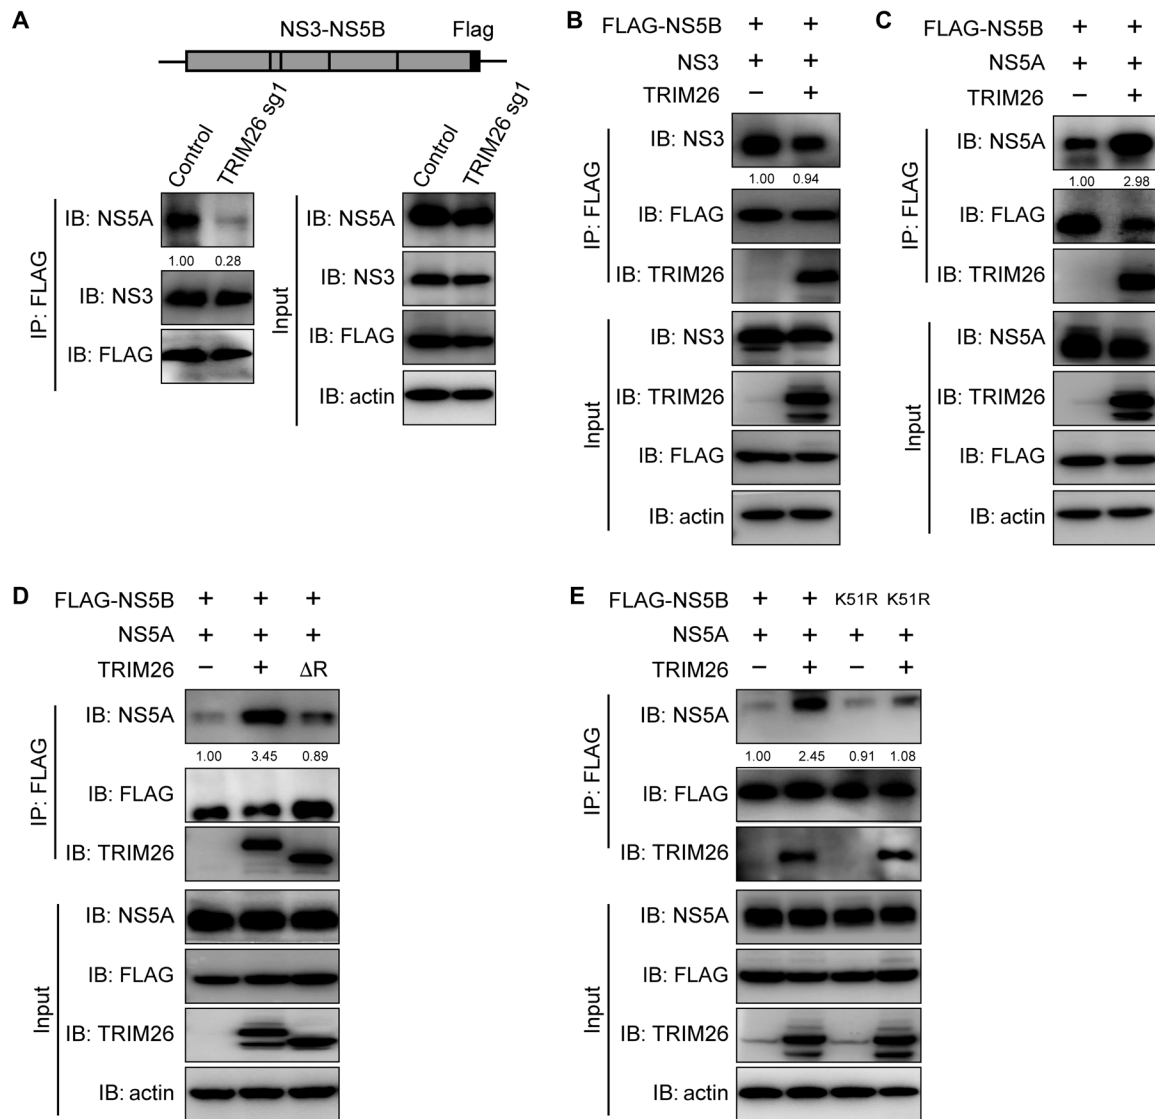 A
NS3-NS5B Flag
Control TRIM26 sg1 Control TRIM26 sg1
IP: FLAG
IB: NS5A
1.00 0.28
IB: NS3
IB: FLAG
Input
IB: NS5A
IB: NS3
IB: FLAG
IB: actin
B
FLAG-NS5B + +
NS3 + +
TRIM26 − +
IP: FLAG
IB: NS3
1.00 0.94
IB: FLAG
IB: TRIM26
Input
IB: NS3
IB: TRIM26
IB: FLAG
IB: actin
C
FLAG-NS5B + +
NS5A + +
TRIM26 − +
IP: FLAG
IB: NS5A
1.00 2.98
IB: FLAG
IB: TRIM26
Input
IB: NS5A
IB: TRIM26
IB: FLAG
IB: actin
D
FLAG-NS5B + + +
NS5A + + +
TRIM26 − + ΔR
IP: FLAG
IB: NS5A
1.00 3.45 0.89
IB: FLAG
IB: TRIM26
Input
IB: NS5A
IB: FLAG
IB: TRIM26
IB: actin
E
FLAG-NS5B + + K51R K51R
NS5A + + + +
TRIM26 − + − +
IP: FLAG
IB: NS5A
1.00 2.45 0.91 1.08
IB: FLAG
IB: TRIM26
Input
IB: NS5A
IB: FLAG
IB: TRIM26
IB: actin